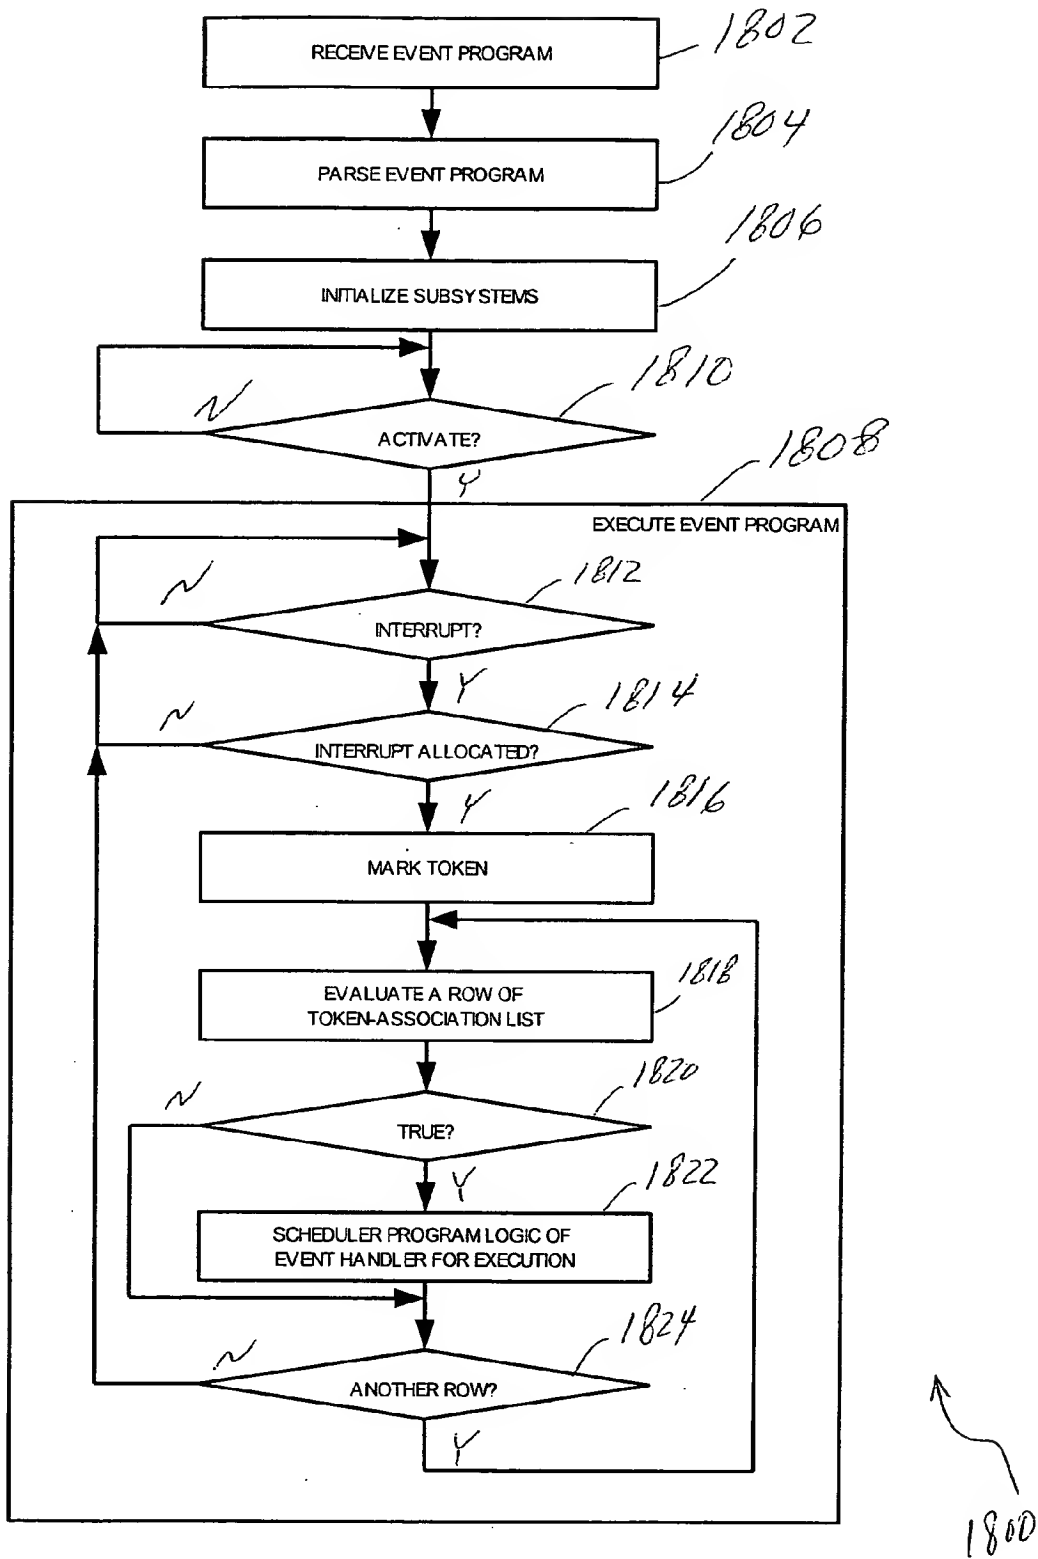 RECEIVE EVENT PROGRAM
1802
PARSE EVENT PROGRAM
1804
INITIALIZE SUBSYSTEMS
1806
N
ACTIVATE?
1810
Y
1808
EXECUTE EVENT PROGRAM
N
INTERRUPT?
1812
Y
N
INTERRUPT ALLOCATED?
1814
Y
MARK TOKEN
1816
EVALUATE A ROW OF
TOKEN-ASSOCIATION LIST
1818
N
TRUE?
1820
Y
SCHEDULER PROGRAM LOGIC OF
EVENT HANDLER FOR EXECUTION
1822
N
ANOTHER ROW?
1824
Y
1800